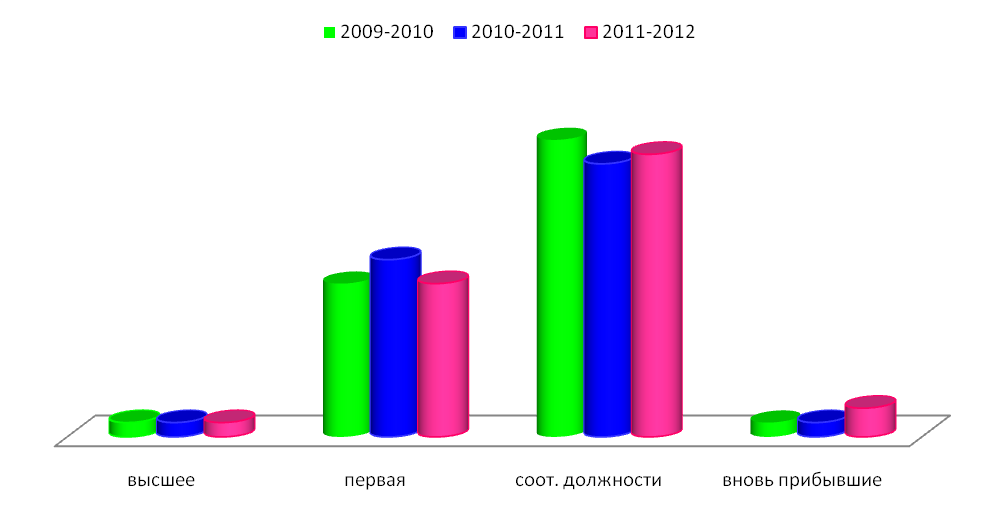 2009-2010 2010-2011 2011-2012
высшее первая соот. должности вновь прибывшие